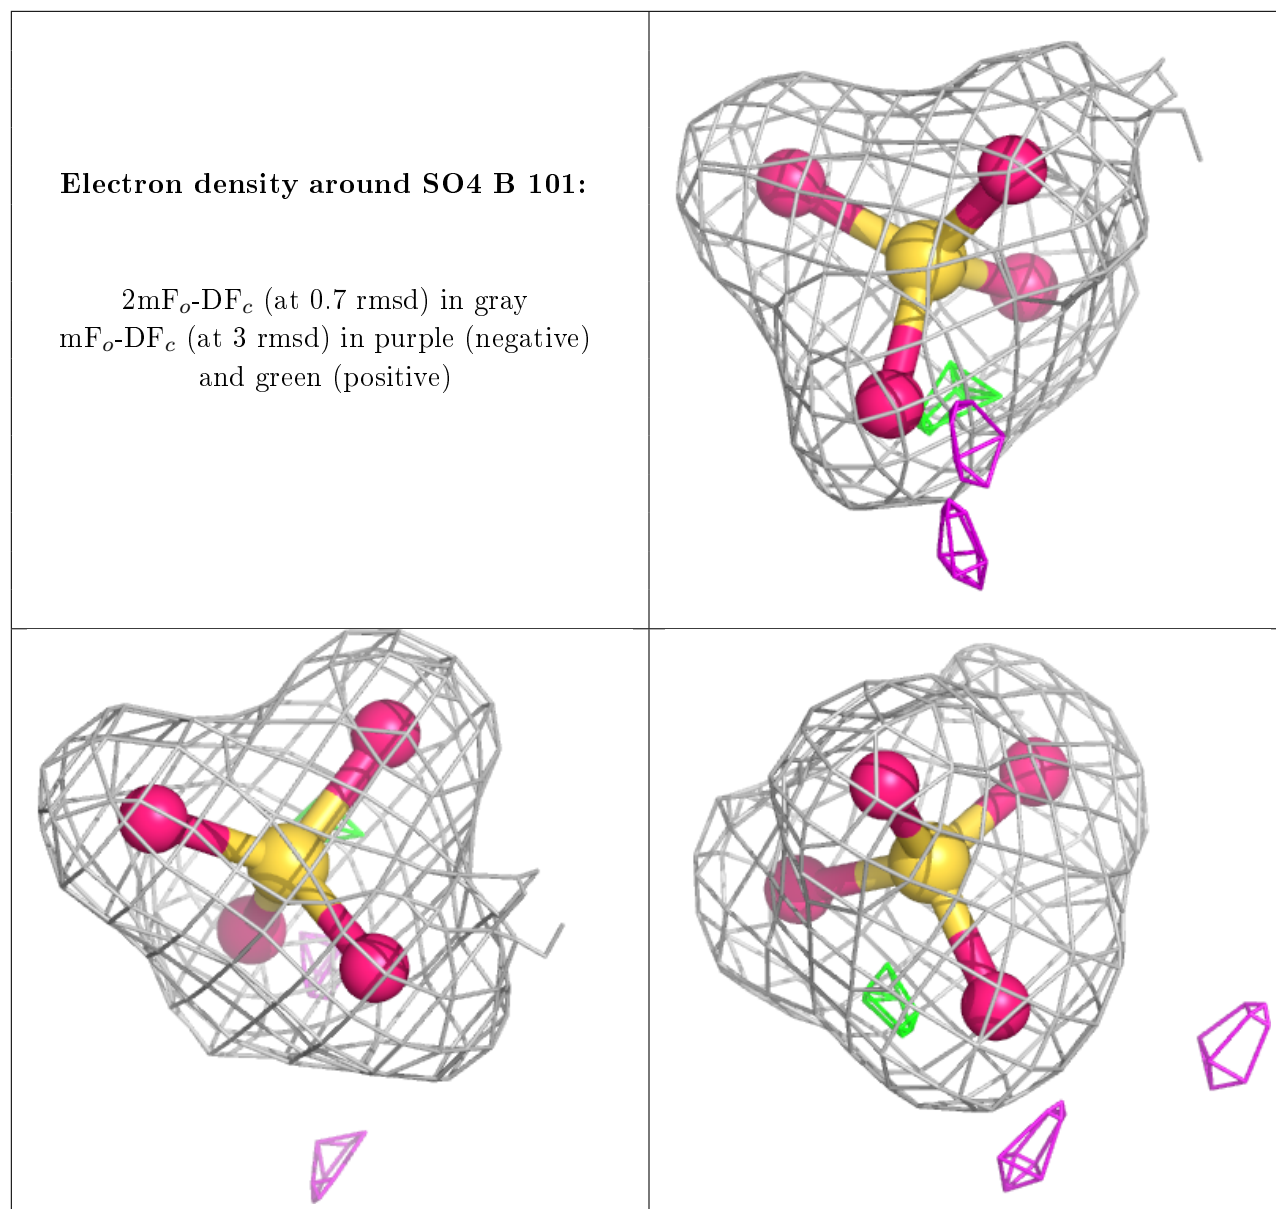 Electron density around SO4 B 101:
2mFo-DFc (at 0.7 rmsd) in gray
mFo-DFc (at 3 rmsd) in purple (negative)
and green (positive)